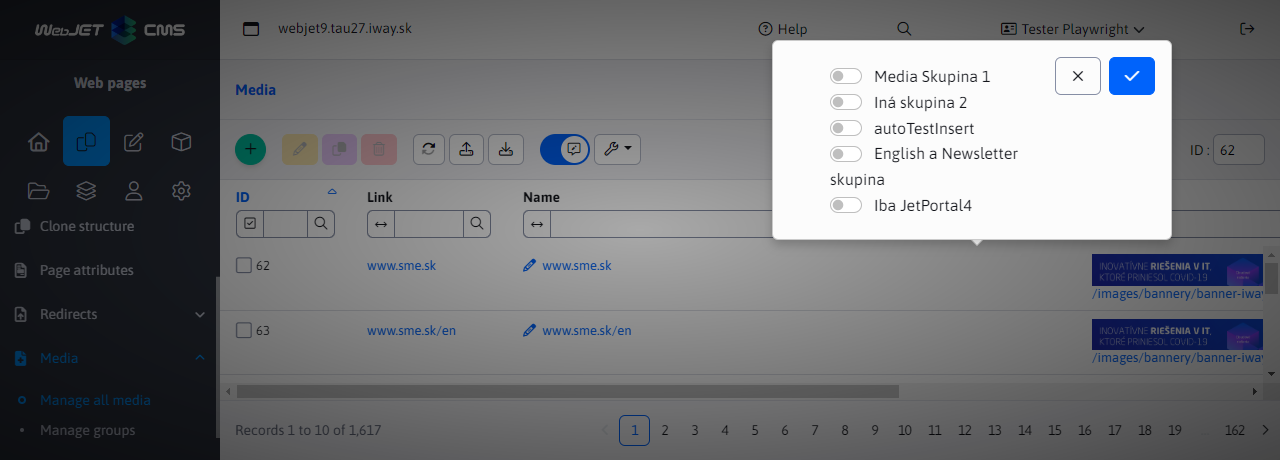 WebJET CMS
webjet9.tau27.iway.sk
Help
Tester Playwright
Web pages
Media
Media Skupina 1
Iná skupina 2
autoTestInsert
English a Newsletter
skupina
Iba JetPortal4
ID : 62
ID Link Name
Clone structure
Page attributes
Redirects
Media
Manage all media
Manage groups
62 www.sme.sk www.sme.sk
INOVATÍVNE RIEŠENIA V IT,
KTORÉ PRINIESOL COVID-19
/images/bannery/banner-iwa
63 www.sme.sk/en www.sme.sk/en
INOVATÍVNE RIEŠENIA V IT,
KTORÉ PRINIESOL COVID-19
/images/bannery/banner-iwa
Records 1 to 10 of 1,617
1 2 3 4 5 6 7 8 9 10 11 12 13 14 15 16 17 18 19 … 162